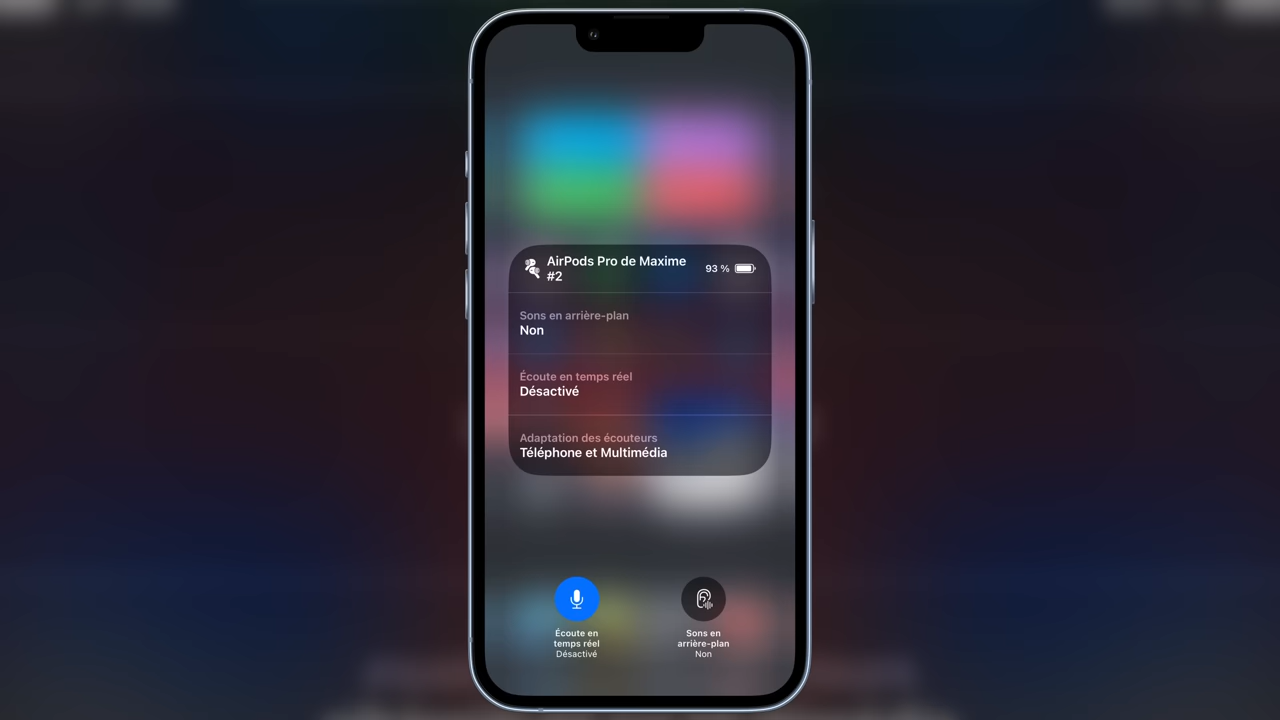 AirPods Pro de Maxime
#2
93 %
Sons en arrière-plan
Non
Écoute en temps réel
Désactivé
Adaptation des écouteurs
Téléphone et Multimédia
Écoute en
temps réel
Désactivé
Sons en
arrière-plan
Non